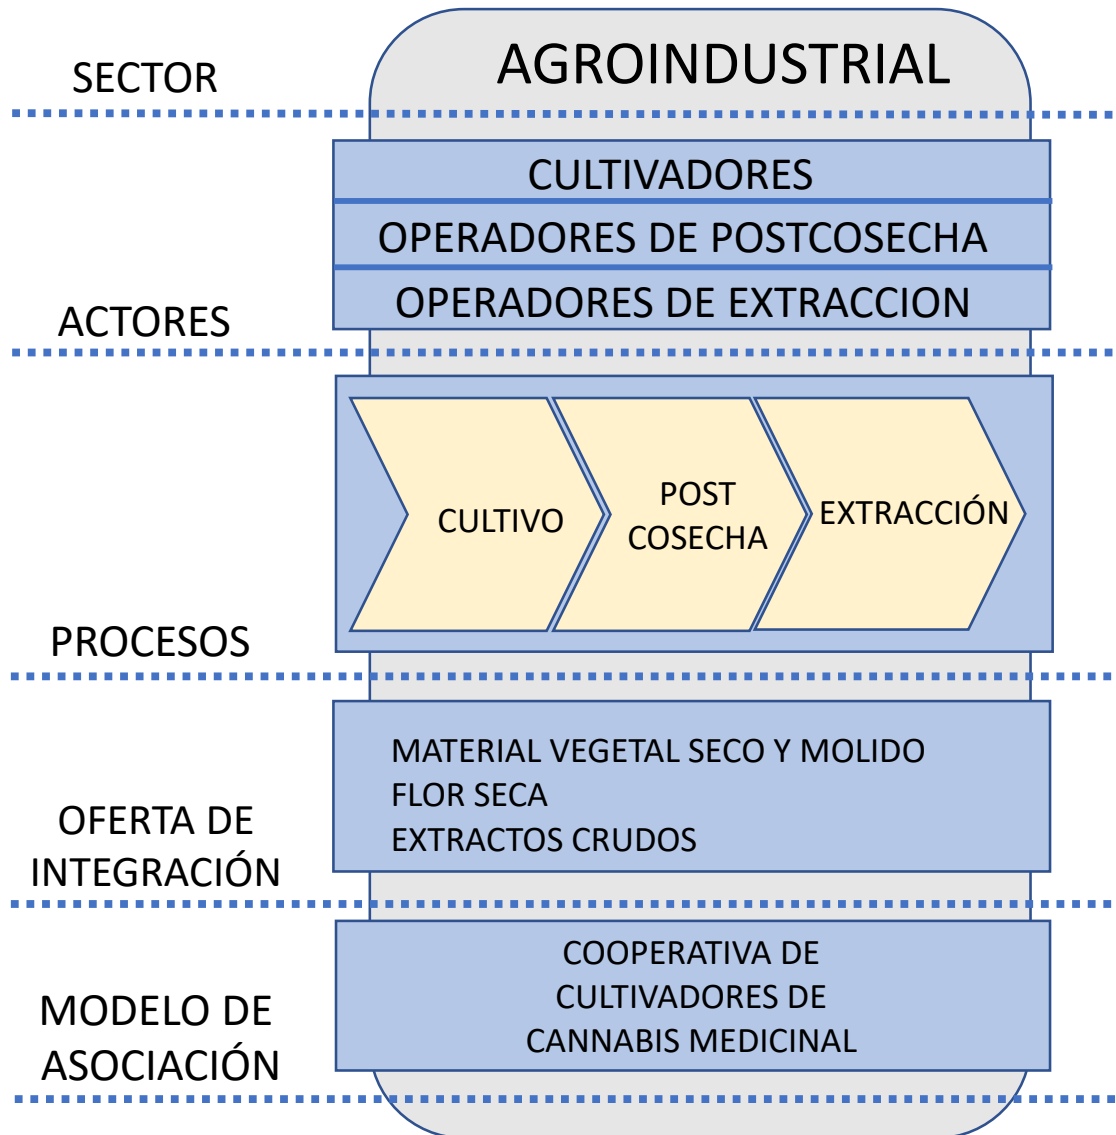 SECTOR
AGROINDUSTRIAL
CULTIVADORES
OPERADORES DE POSTCOSECHA
OPERADORES DE EXTRACCION
ACTORES
CULTIVO
POST
COSECHA
EXTRACCIÓN
PROCESOS
MATERIAL VEGETAL SECO Y MOLIDO
FLOR SECA
EXTRACTOS CRUDOS
OFERTA DE
INTEGRACIÓN
COOPERATIVA DE
CULTIVADORES DE
CANNABIS MEDICINAL
MODELO DE
ASOCIACIÓN